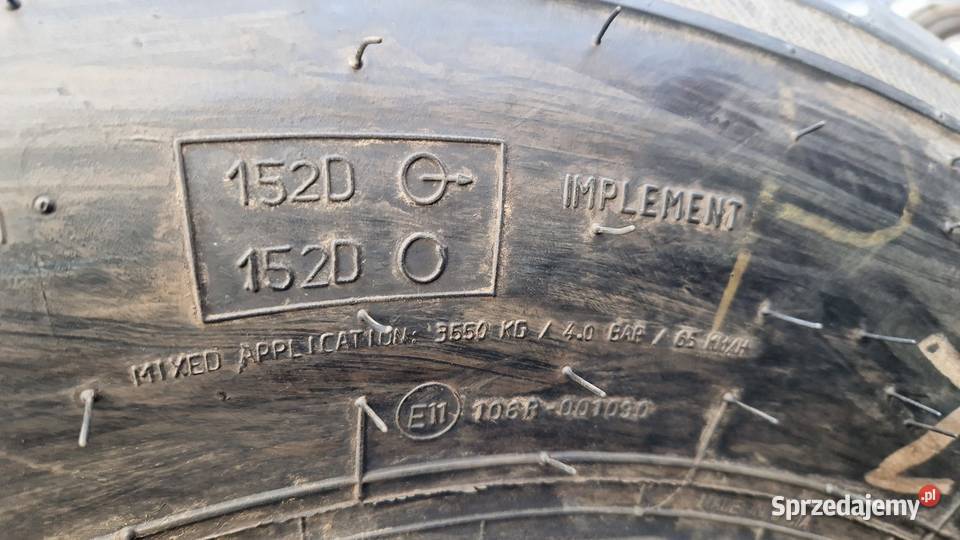 152D
152D
IMPLEMENT
MIXED APPLICATION: 3550 KG / 4.0 BAR / 65 KM/H
E11 106R-001090
Sprzedajemy.pl